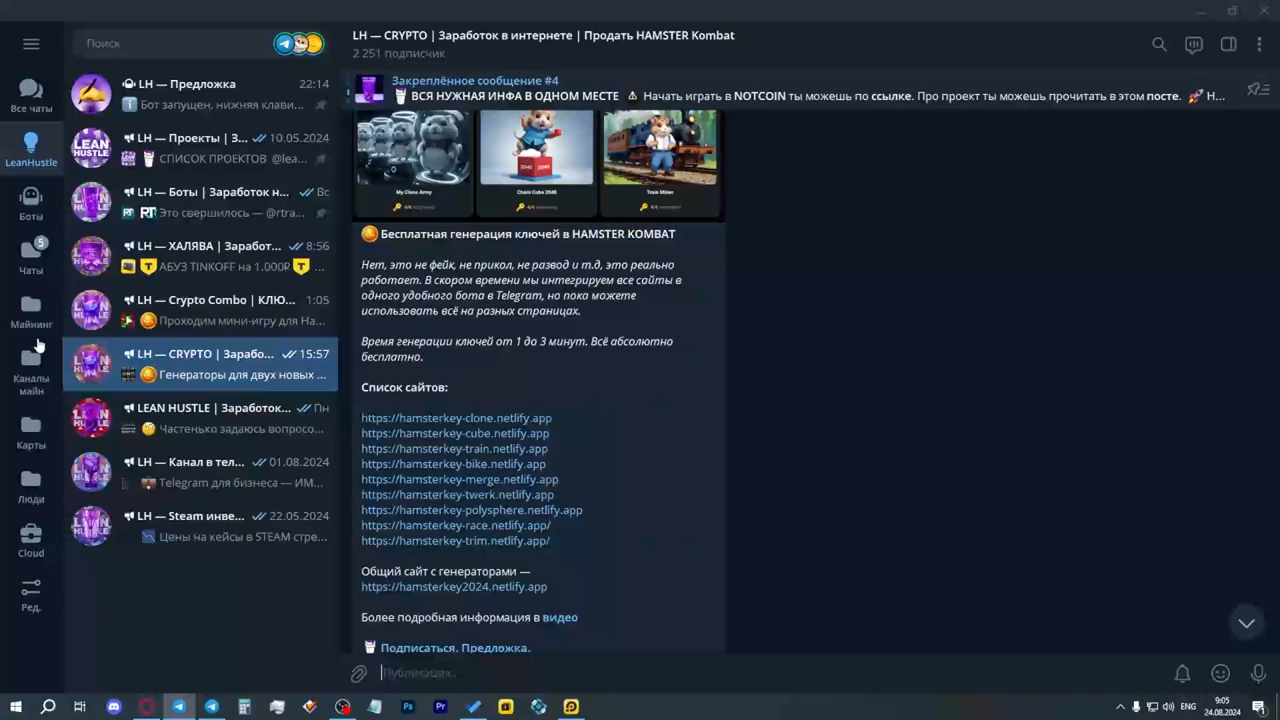 Поиск
Все чаты
LeanHustle
Боты
5
Чаты
Майнинг
Каналы
майн
Карты
Люди
Cloud
Ред.
LH — Предложка 22:14
Бот запущен, нижняя клави...
LH — Проекты | З... 10.05.2024
СПИСОК ПРОЕКТОВ @lea...
LH — Боты | Заработок н... Вс
Это свершилось — @rtra...
LH — ХАЛЯВА | Заработ... 8:56
АБУЗ TINKOFF на 1.000₽ ...
LH — Crypto Combo | КЛЮ... 1:05
Проходим мини-игру для На...
LH — CRYPTO | Зарабо... 15:57
Генераторы для двух новых ...
LEAN HUSTLE | Заработок... Пн
Частенько задаюсь вопросо...
LH — Канал в тел... 01.08.2024
Telegram для бизнеса — ИМ...
LH — Steam инве... 22.05.2024
Цены на кейсы в STEAM стре...
LH — CRYPTO | Заработок в интернете | Продать HAMSTER Kombat
2 251 подписчик
Закреплённое сообщение #4
ВСЯ НУЖНАЯ ИНФА В ОДНОМ МЕСТЕ Начать играть в NOTCOIN ты можешь по ссылке. Про проект ты можешь прочитать в этом посте. Н...
My Clone Army
Chain Cube 2048
Train Miner
Бесплатная генерация ключей в HAMSTER KOMBAT
Нет, это не фейк, не прикол, не развод и т.д, это реально
работает. В скором времени мы интегрируем все сайты в
одного удобного бота в Telegram, но пока можете
использовать всё на разных страницах.
Время генерации ключей от 1 до 3 минут. Всё абсолютно
бесплатно.
Список сайтов:
https://hamsterkey-clone.netlify.app
https://hamsterkey-cube.netlify.app
https://hamsterkey-train.netlify.app
https://hamsterkey-bike.netlify.app
https://hamsterkey-merge.netlify.app
https://hamsterkey-twerk.netlify.app
https://hamsterkey-polysphere.netlify.app
https://hamsterkey-race.netlify.app/
https://hamsterkey-trim.netlify.app/
Общий сайт с генераторами —
https://hamsterkey2024.netlify.app
Более подробная информация в видео
Подписаться. Предложка.
Публикация...
ENG
9:05
24.08.2024